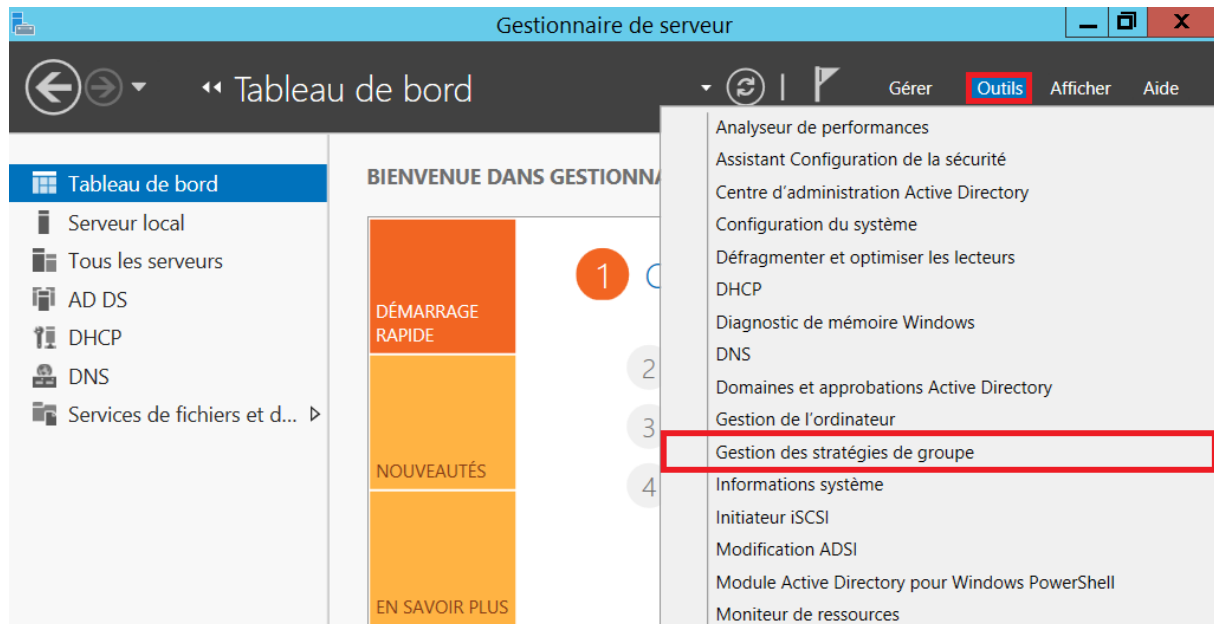 Gestionnaire de serveur
Tableau de bord
Gérer Outils Afficher Aide
Tableau de bord
Serveur local
Tous les serveurs
AD DS
DHCP
DNS
Services de fichiers et d...
BIENVENUE DANS GESTIONN
DÉMARRAGE
RAPIDE
NOUVEAUTÉS
EN SAVOIR PLUS
1
2
3
4
Analyseur de performances
Assistant Configuration de la sécurité
Centre d'administration Active Directory
Configuration du système
Défragmenter et optimiser les lecteurs
DHCP
Diagnostic de mémoire Windows
DNS
Domaines et approbations Active Directory
Gestion de l'ordinateur
Gestion des stratégies de groupe
Informations système
Initiateur iSCSI
Modification ADSI
Module Active Directory pour Windows PowerShell
Moniteur de ressources